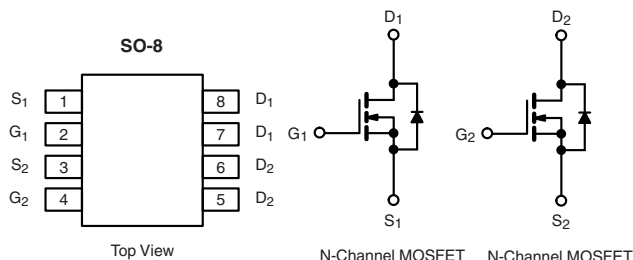 SO-8
S1 1 8 D1
G1 2 7 D1
S2 3 6 D2
G2 4 5 D2
Top View
D1
G1
S1
N-Channel MOSFET
D2
G2
S2
N-Channel MOSFET